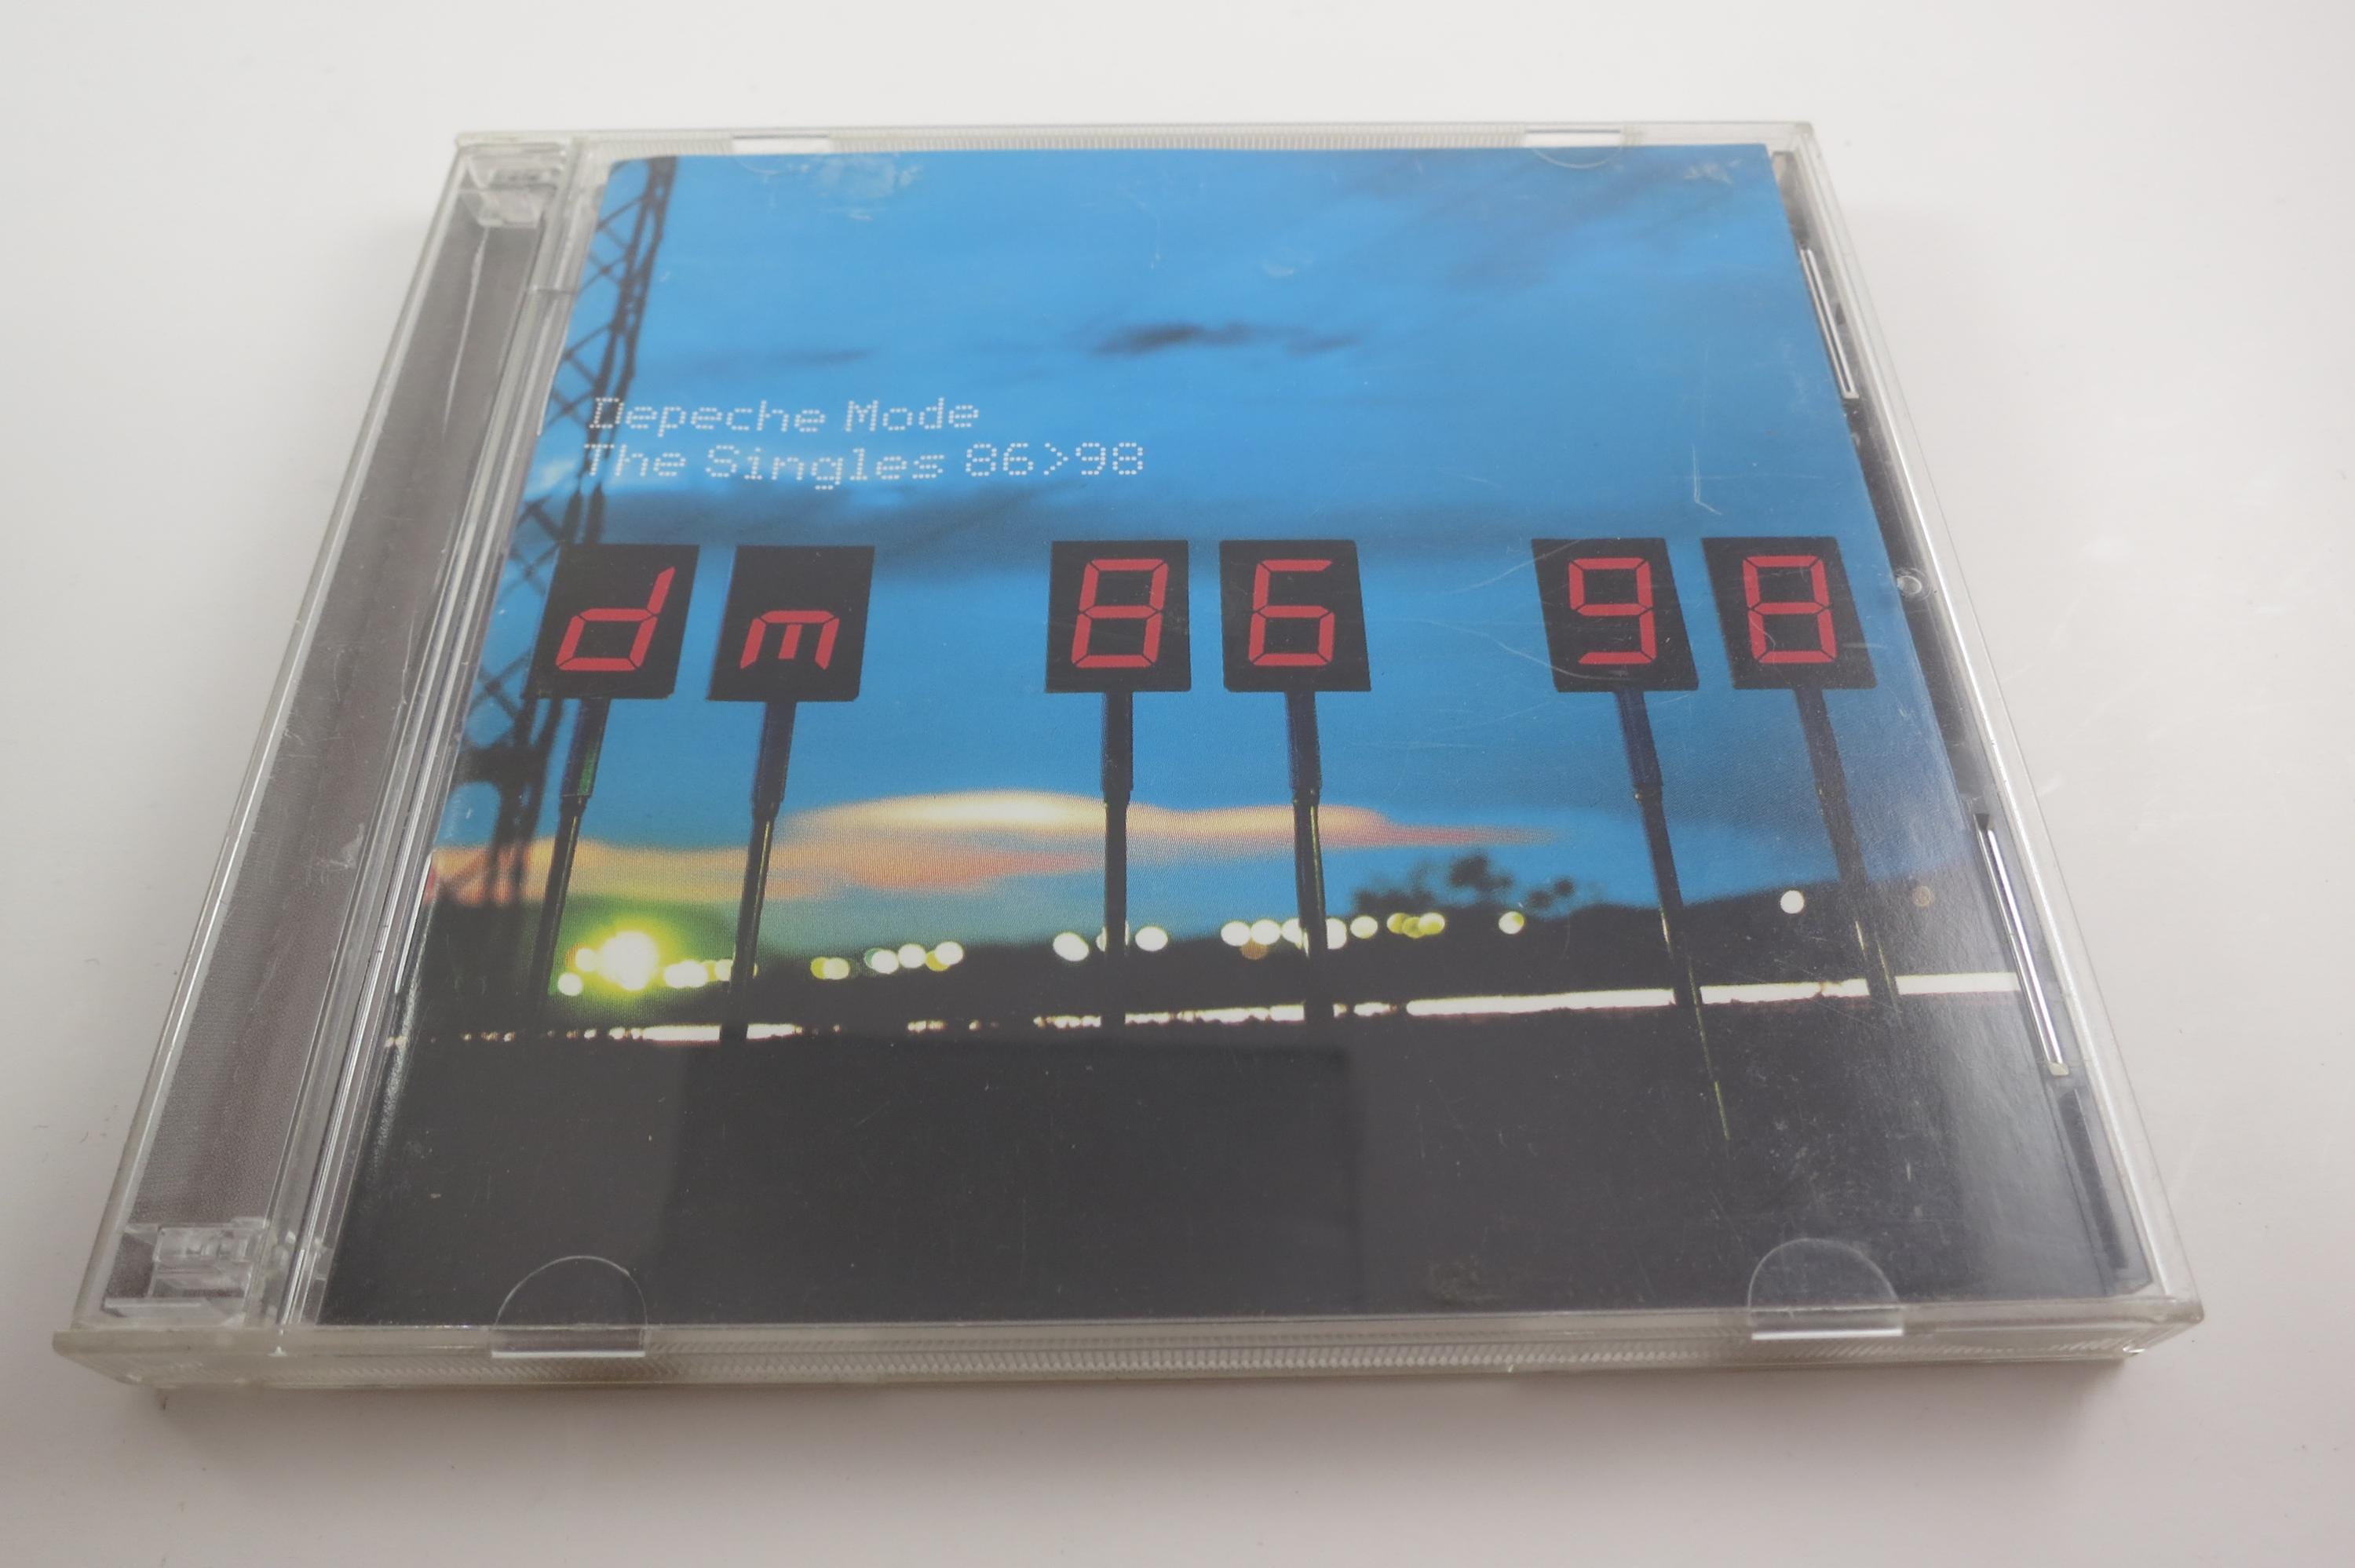 Depeche Mode
The Singles 86>98
dm 86 98